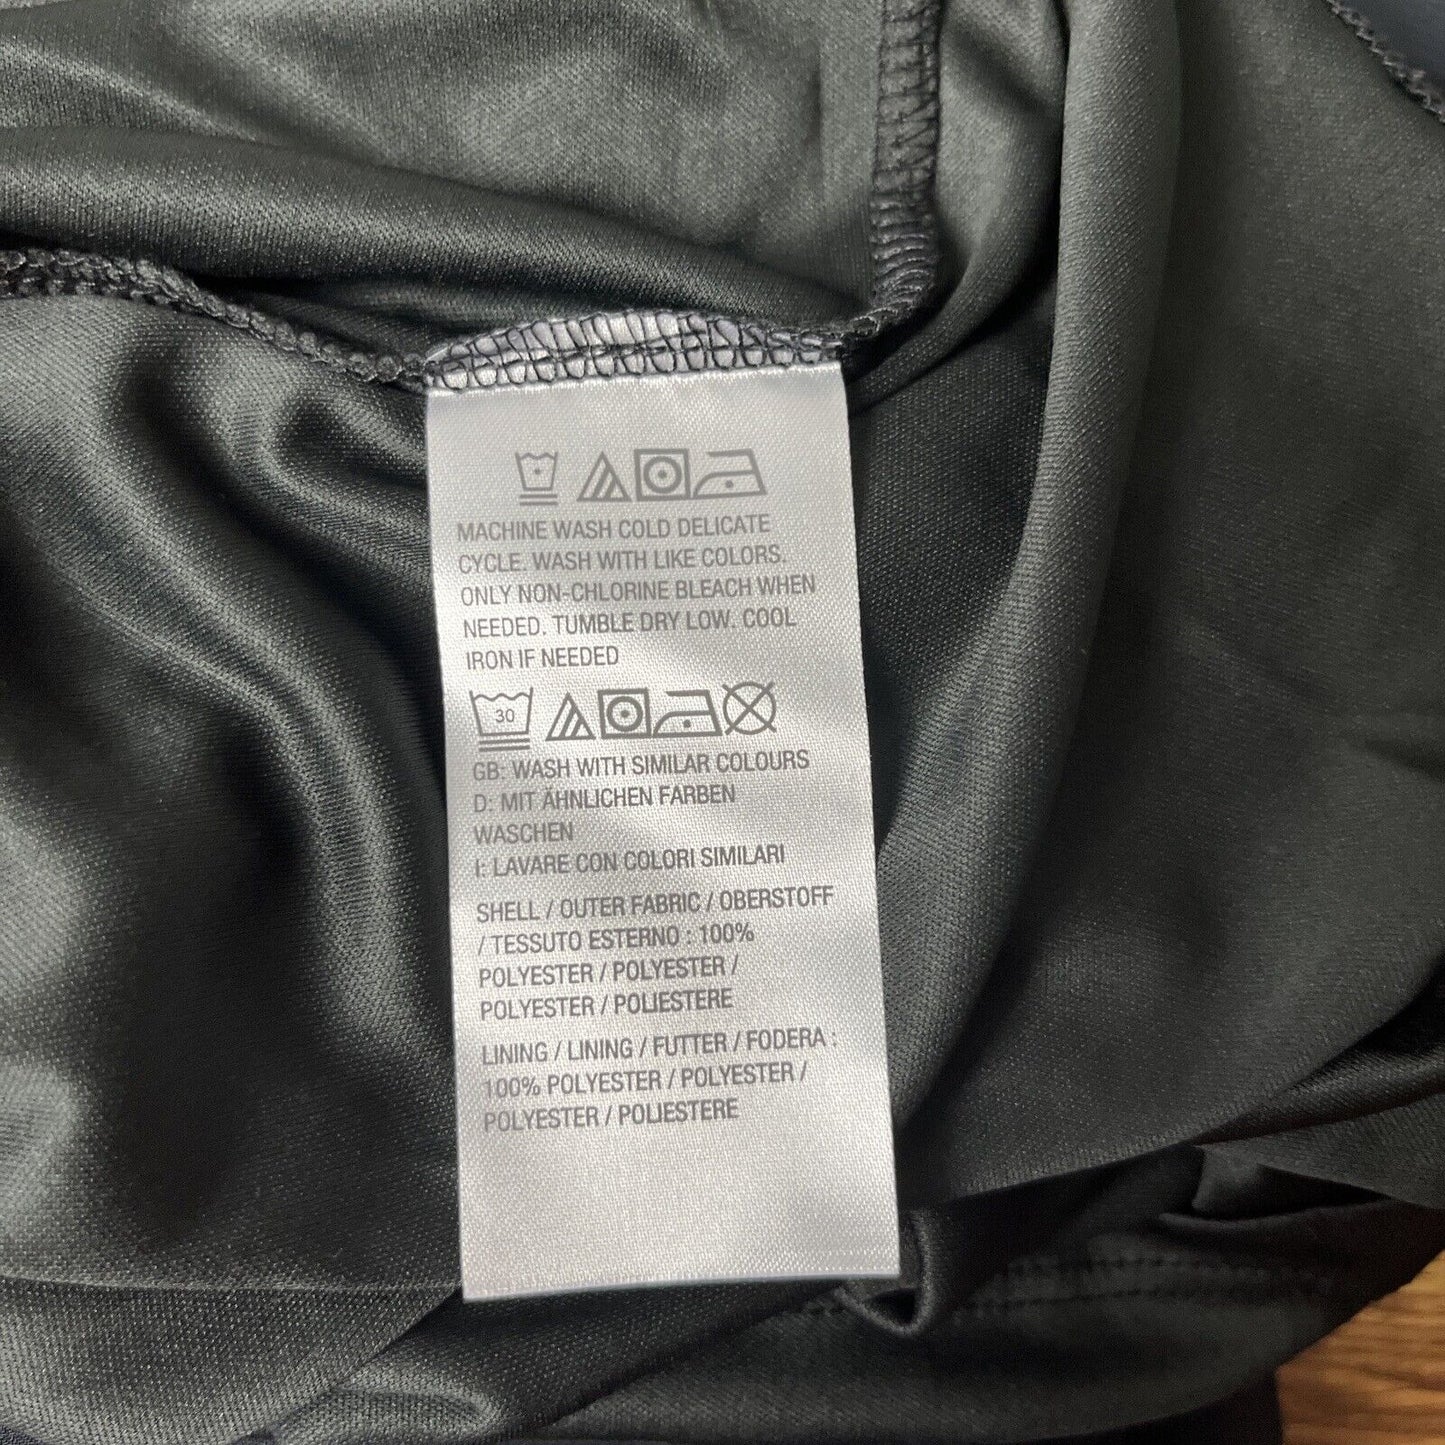 MACHINE WASH COLD DELICATE
CYCLE. WASH WITH LIKE COLORS.
ONLY NON-CHLORINE BLEACH WHEN
NEEDED. TUMBLE DRY LOW. COOL
IRON IF NEEDED
30
GB: WASH WITH SIMILAR COLOURS
D: MIT ÄHNLICHEN FARBEN
WASCHEN
I: LAVARE CON COLORI SIMILARI
SHELL / OUTER FABRIC / OBERSTOFF
/ TESSUTO ESTERNO : 100%
POLYESTER / POLYESTER /
POLYESTER / POLIESTERE
LINING / LINING / FUTTER / FODERA :
100% POLYESTER / POLYESTER /
POLYESTER / POLIESTERE